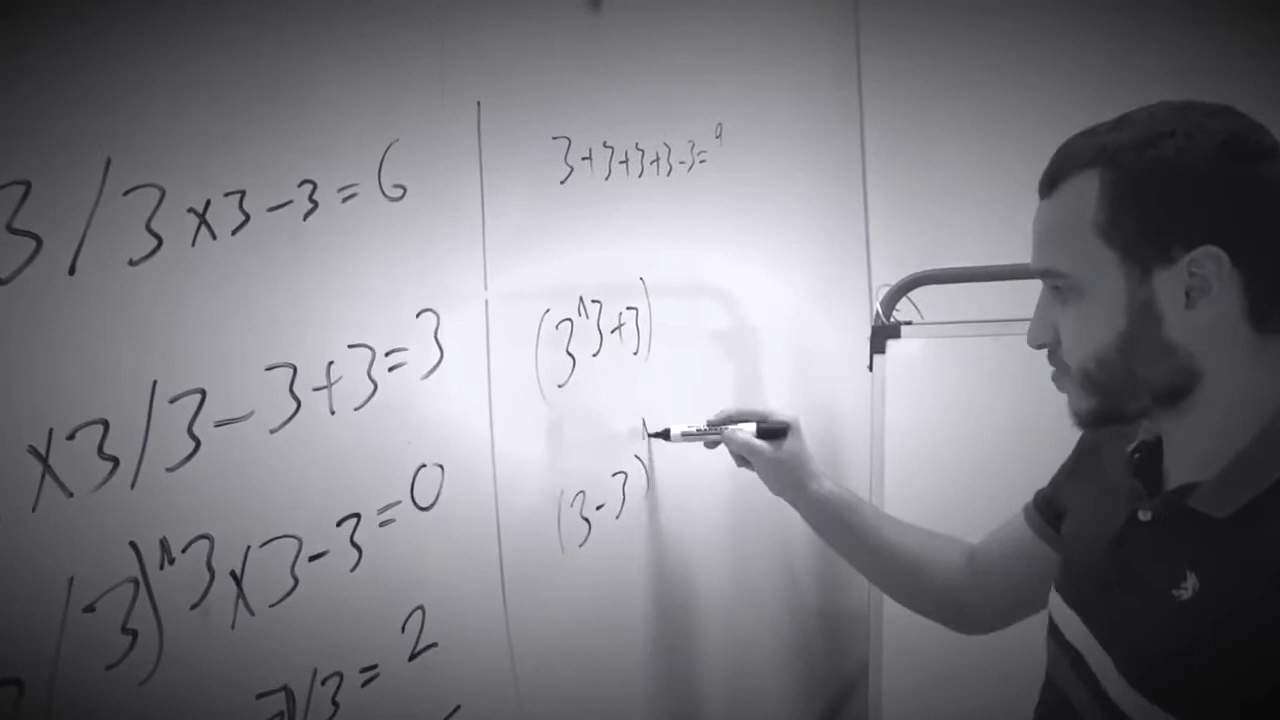 3/3x3-3=6
x3/3-3+3=3
/3)^3x3-3=0
/3=2
3+3+3+3-3=9
(3^3+3)
(3-3)^